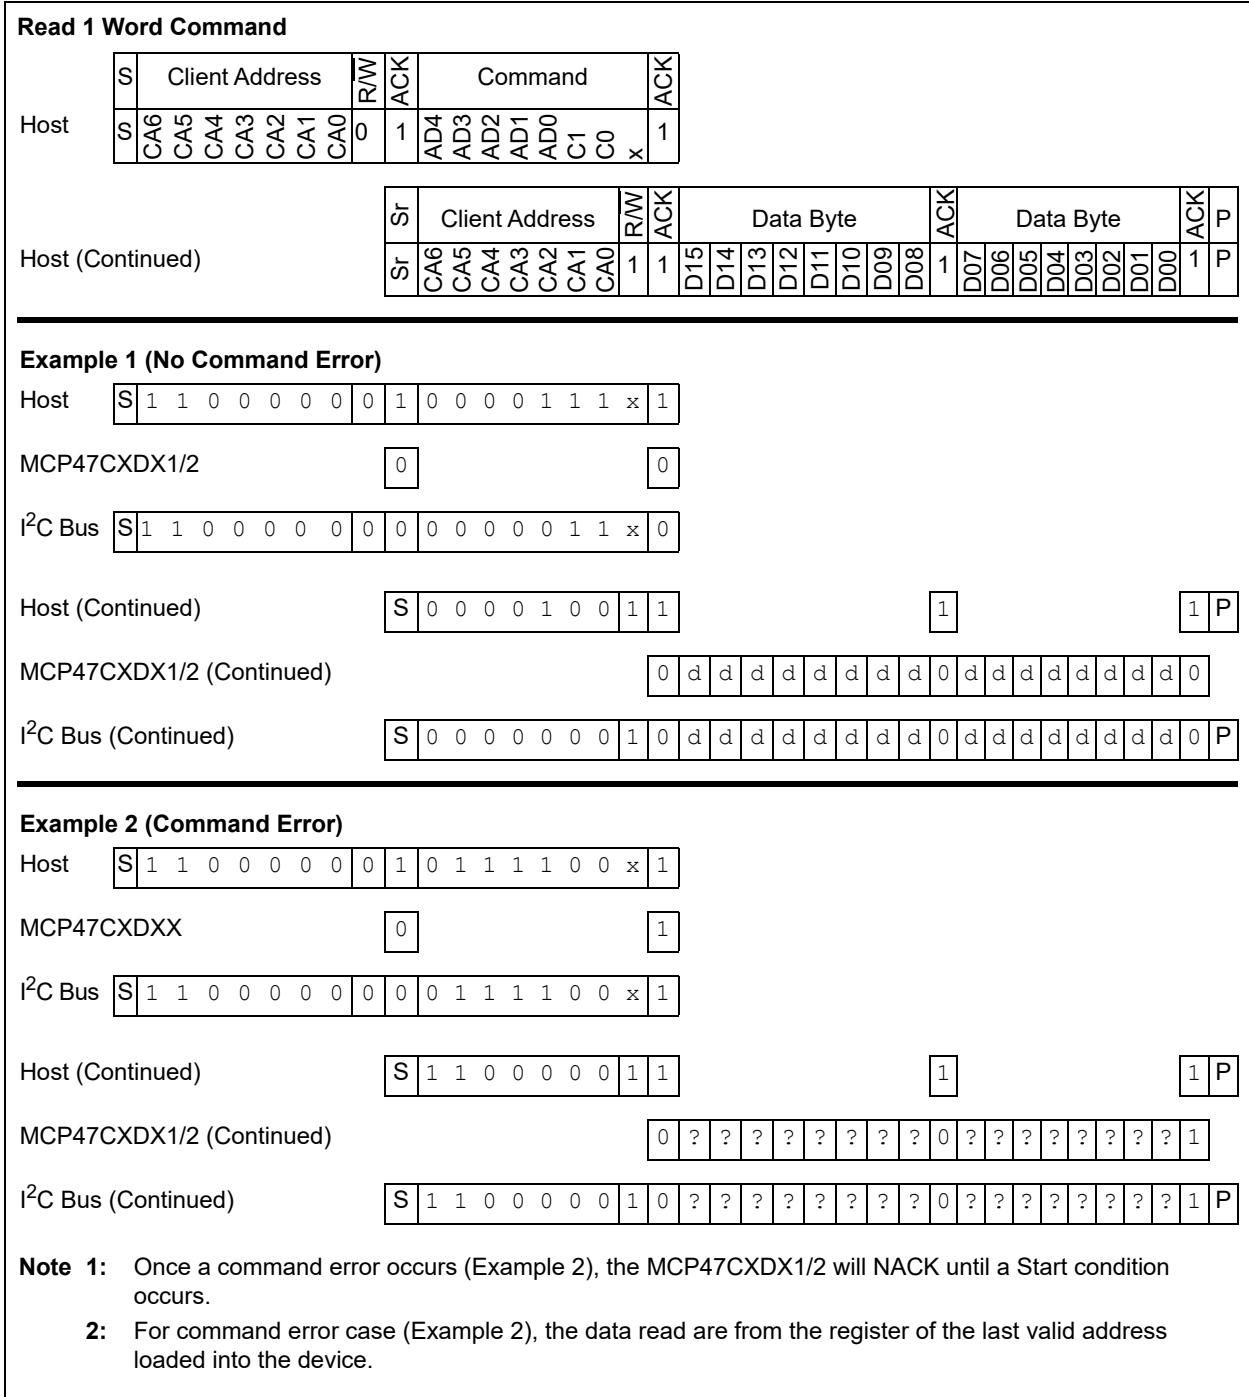 Read 1 Word Command
S Client Address R/W ACK Command ACK
Host S CA6 CA5 CA4 CA3 CA2 CA1 CA0 0 1 AD4 AD3 AD2 AD1 AD0 C1 C0 x 1
Sr Client Address R/W ACK Data Byte ACK Data Byte ACK P
Host (Continued) Sr CA6 CA5 CA4 CA3 CA2 CA1 CA0 1 1 D15 D14 D13 D12 D11 D10 D09 D08 1 D07 D06 D05 D04 D03 D02 D01 D00 1 P
Example 1 (No Command Error)
Host S 1 1 0 0 0 0 0 0 1 0 0 0 0 1 1 1 x 1
MCP47CXDX1/2 0 0
I2C Bus S 1 1 0 0 0 0 0 0 0 0 0 0 0 0 1 1 x 0
Host (Continued) S 0 0 0 0 1 0 0 1 1 1 1 P
MCP47CXDX1/2 (Continued) 0 d d d d d d d d 0 d d d d d d d d 0
I2C Bus (Continued) S 0 0 0 0 0 0 0 1 0 d d d d d d d d 0 d d d d d d d d 0 P
Example 2 (Command Error)
Host S 1 1 0 0 0 0 0 0 1 0 1 1 1 1 0 0 x 1
MCP47CXDXX 0 1
I2C Bus S 1 1 0 0 0 0 0 0 0 0 1 1 1 1 0 0 x 1
Host (Continued) S 1 1 0 0 0 0 0 1 1 1 1 P
MCP47CXDX1/2 (Continued) 0 ? ? ? ? ? ? ? ? 0 ? ? ? ? ? ? ? ? 1
I2C Bus (Continued) S 1 1 0 0 0 0 0 1 0 ? ? ? ? ? ? ? ? 0 ? ? ? ? ? ? ? ? 1 P
Note 1: Once a command error occurs (Example 2), the MCP47CXDX1/2 will NACK until a Start condition
occurs.
2: For command error case (Example 2), the data read are from the register of the last valid address
loaded into the device.